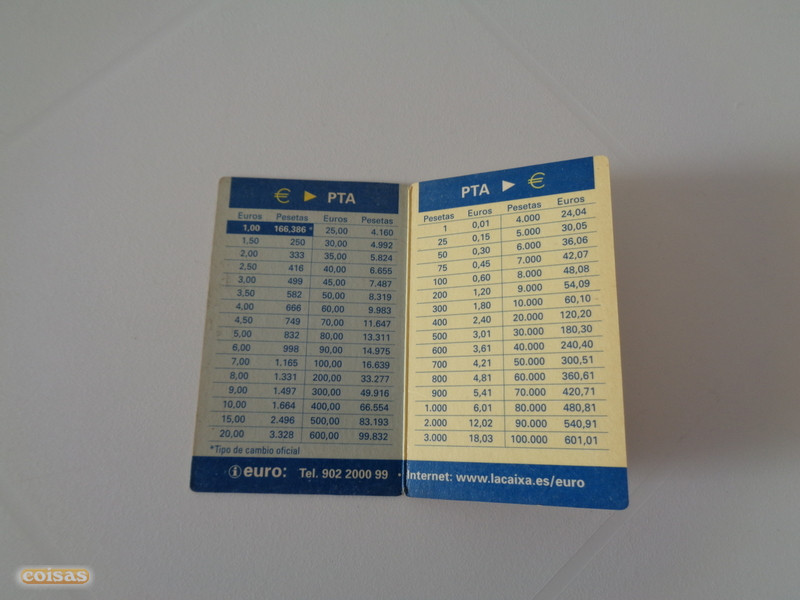 € ▶ PTA
Euros Pesetas Euros Pesetas
1,00 166,386 * 25,00 4.160
1,50 250 30,00 4.992
2,00 333 35,00 5.824
2,50 416 40,00 6.655
3,00 499 45,00 7.487
3,50 582 50,00 8.319
4,00 666 60,00 9.983
4,50 749 70,00 11.647
5,00 832 80,00 13.311
6,00 998 90,00 14.975
7,00 1.165 100,00 16.639
8,00 1.331 200,00 33.277
9,00 1.497 300,00 49.916
10,00 1.664 400,00 66.554
15,00 2.496 500,00 83.193
20,00 3.328 600,00 99.832
*Tipo de cambio oficial
i euro: Tel. 902 2000 99 · Internet: www.lacaixa.es/euro
PTA ▶ €
Pesetas Euros Pesetas Euros
1 0,01 4.000 24,04
25 0,15 5.000 30,05
50 0,30 6.000 36,06
75 0,45 7.000 42,07
100 0,60 8.000 48,08
200 1,20 9.000 54,09
300 1,80 10.000 60,10
400 2,40 20.000 120,20
500 3,01 30.000 180,30
600 3,61 40.000 240,40
700 4,21 50.000 300,51
800 4,81 60.000 360,61
900 5,41 70.000 420,71
1.000 6,01 80.000 480,81
2.000 12,02 90.000 540,91
3.000 18,03 100.000 601,01
coisas